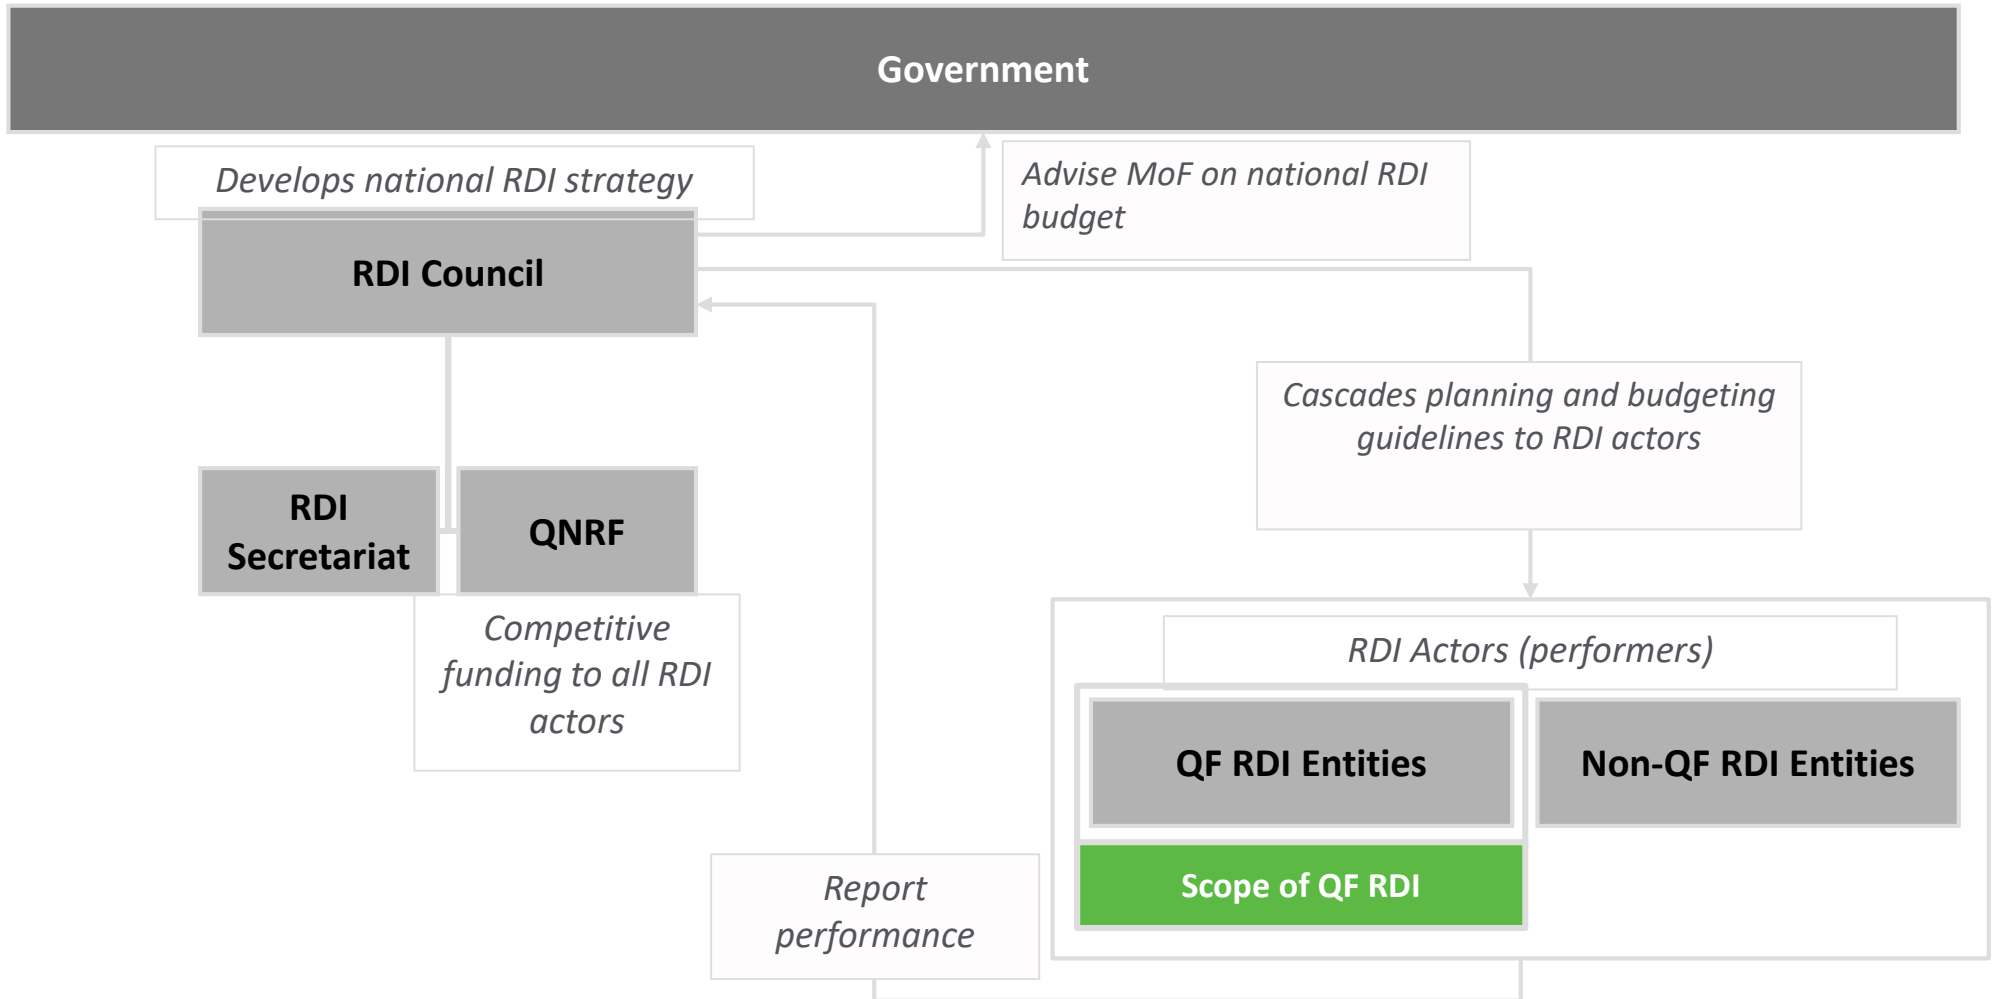 Government
Develops national RDI strategy
Advise MoF on national RDI
budget
RDI Council
Cascades planning and budgeting
guidelines to RDI actors
RDI
Secretariat
QNRF
Competitive
funding to all RDI
actors
RDI Actors (performers)
QF RDI Entities
Non-QF RDI Entities
Scope of QF RDI
Report
performance